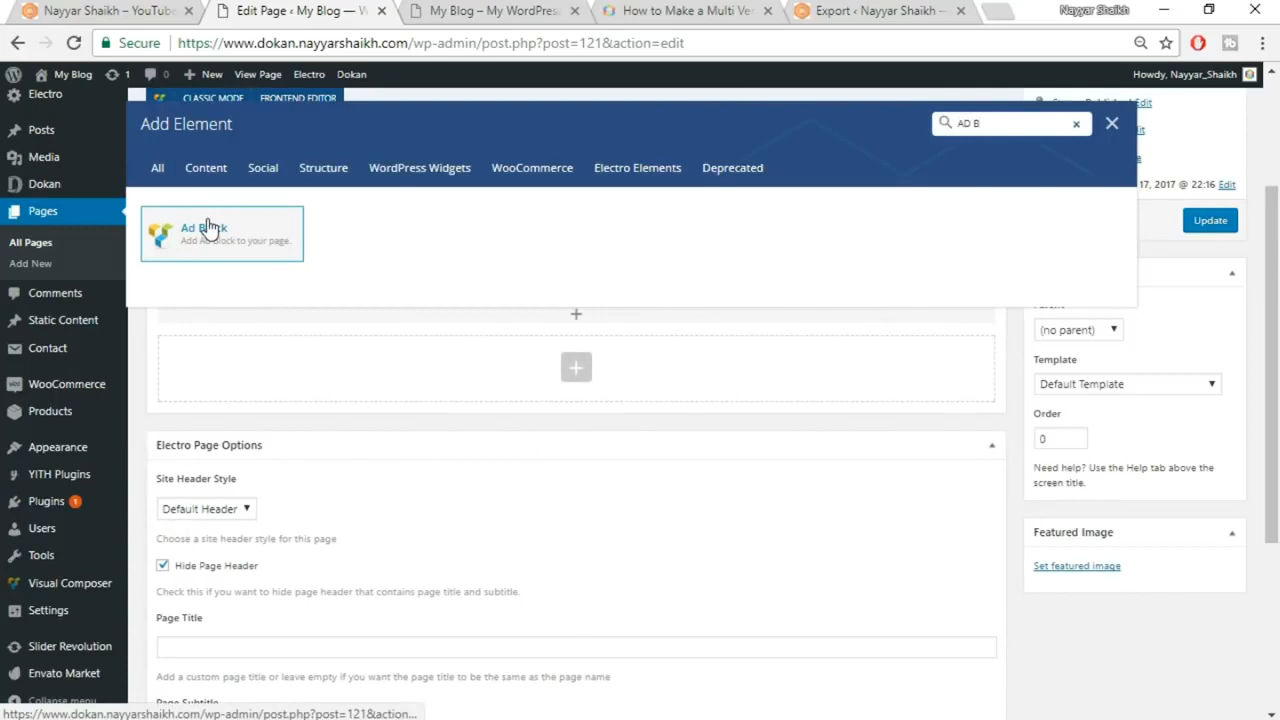 Nayyar Shaikh – YouTube
Edit Page ‹ My Blog — W
My Blog – My WordPress
How to Make a Multi Ve
Export ‹ Nayyar Shaikh —
Nayyar Shaikh
Secure
https://www.dokan.nayyarshaikh.com/wp-admin/post.php?post=121&action=edit
My Blog
1
0
New
View Page
Electro
Dokan
Howdy, Nayyar_Shaikh
Electro
Posts
Media
Dokan
Pages
All Pages
Add New
Comments
Static Content
Contact
WooCommerce
Products
Appearance
YITH Plugins
Plugins 1
Users
Tools
Visual Composer
Settings
Slider Revolution
Envato Market
Collapse menu
CLASSIC MODE
FRONTEND EDITOR
Add Element
AD B
All
Content
Social
Structure
WordPress Widgets
WooCommerce
Electro Elements
Deprecated
Ad Block
Add Ad Block to your page.
Electro Page Options
Site Header Style
Default Header
Choose a site header style for this page
Hide Page Header
Check this if you want to hide page header that contains page title and subtitle.
Page Title
Add a custom page title or leave empty if you want the page title to be the same as the page name
Page Subtitle
Edit
17, 2017 @ 22:16 Edit
Update
(no parent)
Template
Default Template
Order
0
Need help? Use the Help tab above the
screen title.
Featured Image
Set featured image
https://www.dokan.nayyarshaikh.com/wp-admin/post.php?post=121&action...